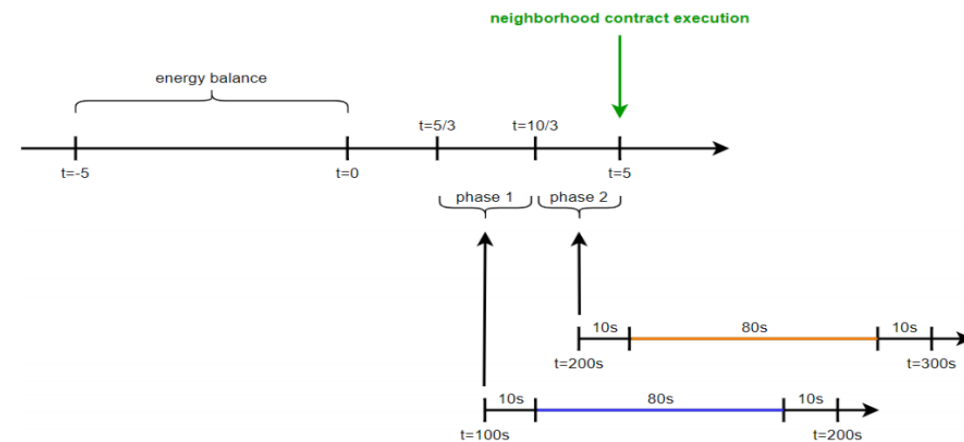 neighborhood contract execution
energy balance
t=5/3
t=10/3
t=-5
t=0
t=5
phase 1
phase 2
10s
80s
10s
t=200s
t=300s
10s
80s
10s
t=100s
t=200s